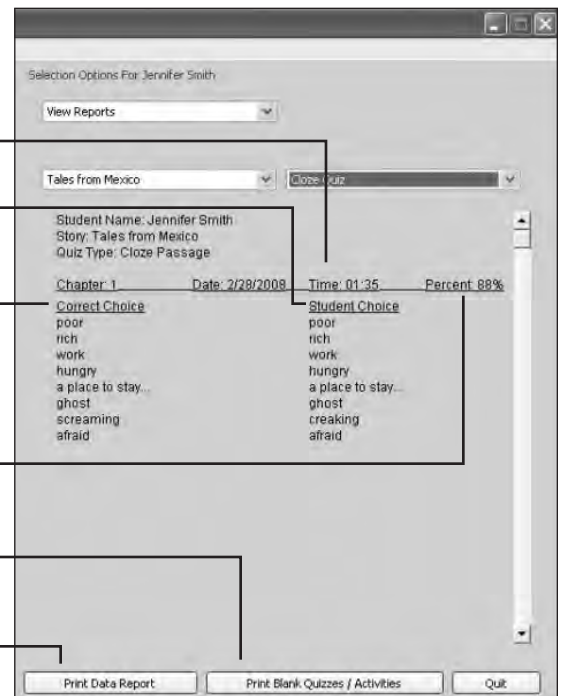 Selection Options For Jennifer Smith
View Reports
Tales from Mexico Cloze Quiz
Student Name: Jennifer Smith
Story: Tales from Mexico
Quiz Type: Cloze Passage
Chapter: 1 Date: 2/28/2008 Time: 01:35 Percent: 88%
Correct Choice Student Choice
poor poor
rich rich
work work
hungry hungry
a place to stay... a place to stay...
ghost ghost
screaming creaking
afraid afraid
Print Data Report Print Blank Quizzes / Activities Quit